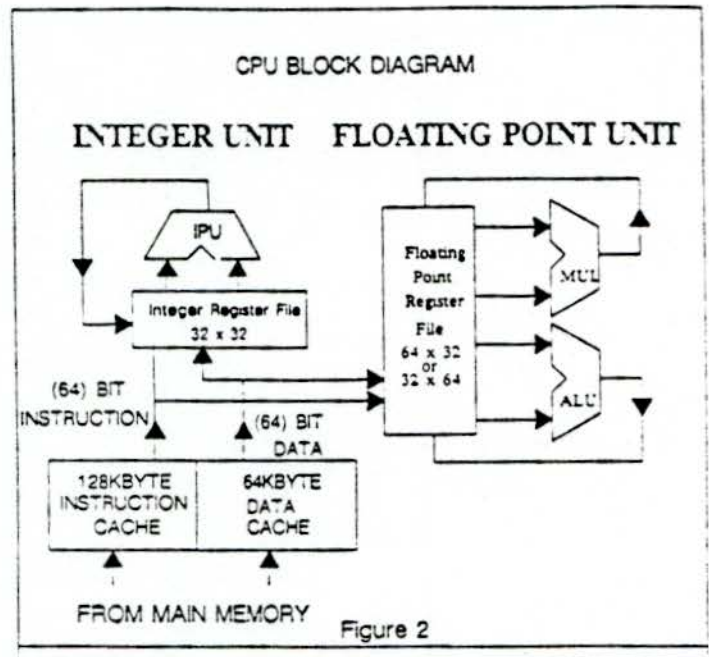 CPU BLOCK DIAGRAM
INTEGER UNIT
FLOATING POINT UNIT
IPU
Integer Register File
32 x 32
Floating
Point
Register
File
64 x 32
or
32 x 64
MUL
ALU
(64) BIT
INSTRUCTION
(64) BIT
DATA
128KBYTE
INSTRUCTION
CACHE
64KBYTE
DATA
CACHE
FROM MAIN MEMORY
Figure 2